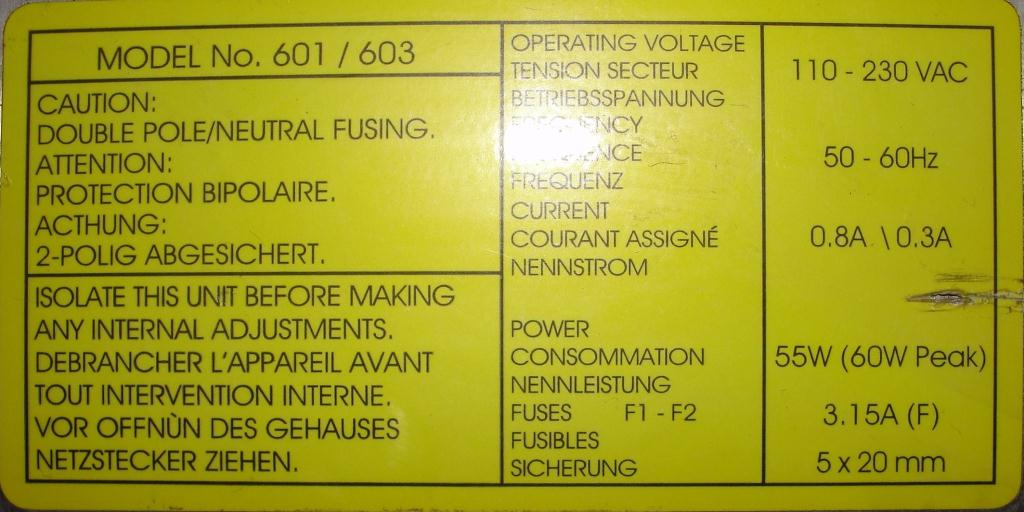 MODEL No. 601 / 603
CAUTION:
DOUBLE POLE/NEUTRAL FUSING.
ATTENTION:
PROTECTION BIPOLAIRE.
ACTHUNG:
2-POLIG ABGESICHERT.
ISOLATE THIS UNIT BEFORE MAKING
ANY INTERNAL ADJUSTMENTS.
DEBRANCHER L'APPAREIL AVANT
TOUT INTERVENTION INTERNE.
VOR OFFNÙN DES GEHAUSES
NETZSTECKER ZIEHEN.
OPERATING VOLTAGE
TENSION SECTEUR
BETRIEBSSPANNUNG
110 - 230 VAC
FREQUENCY
FREQUENZ
50 - 60Hz
CURRENT
COURANT ASSIGNÉ
NENNSTROM
0.8A \ 0.3A
POWER
CONSOMMATION
NENNLEISTUNG
55W (60W Peak)
FUSES F1 - F2
FUSIBLES
SICHERUNG
3.15A (F)
5 x 20 mm